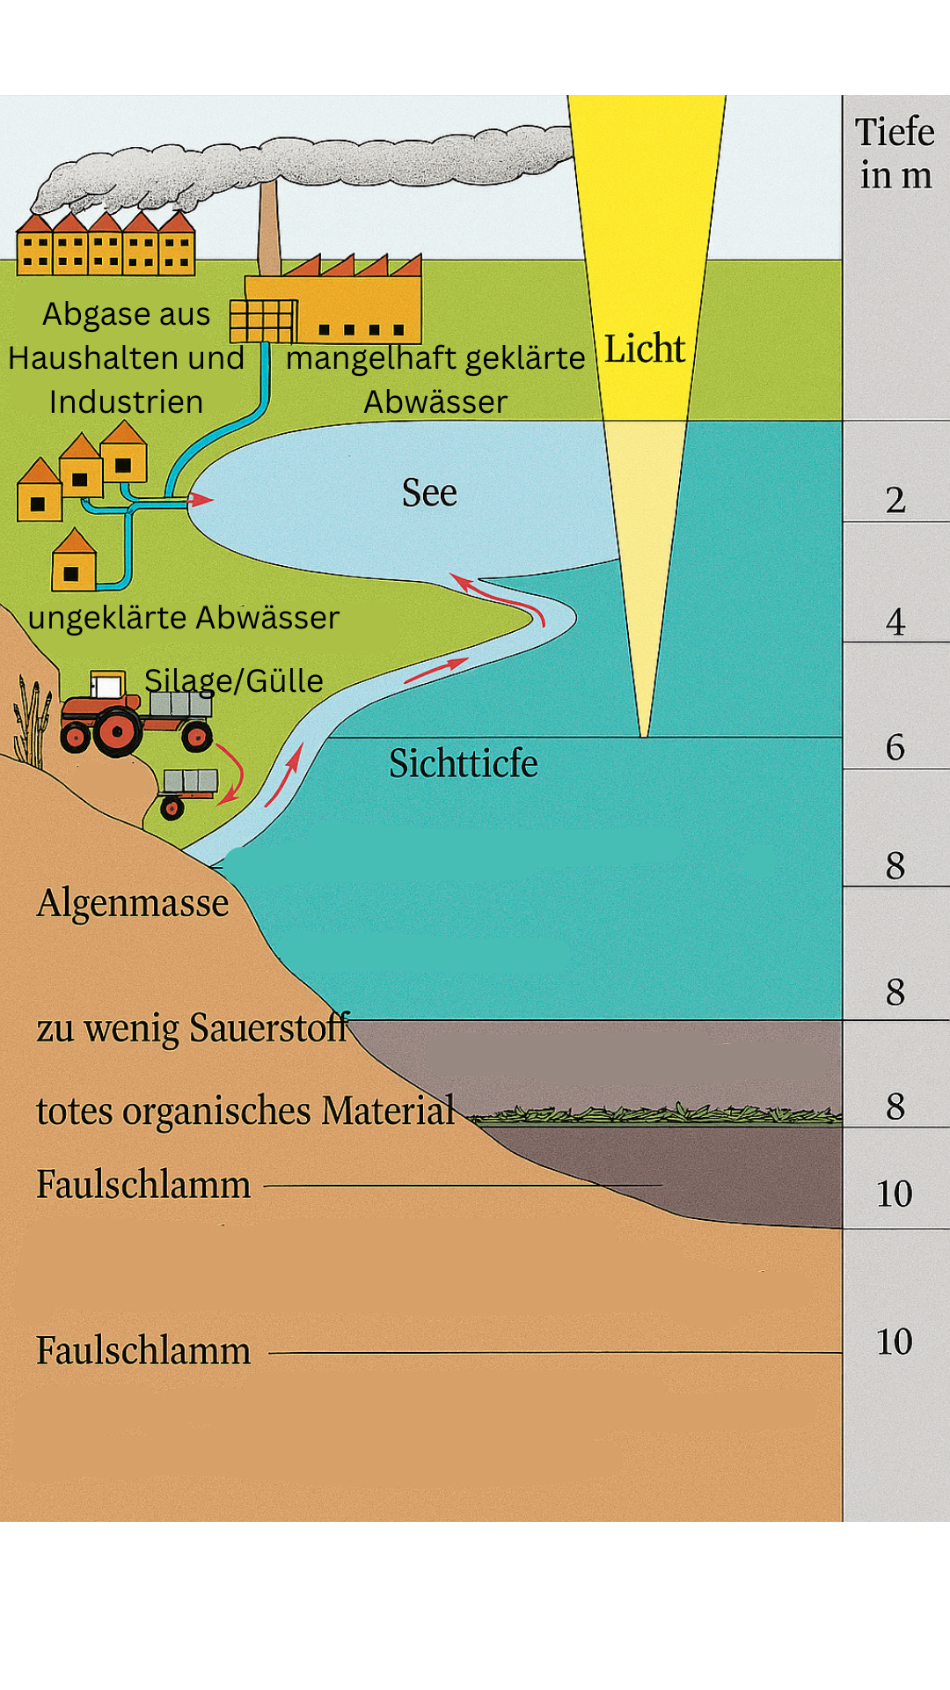 Tiefe
in m
Abgase aus
Haushalten und
Industrien
mangelhaft geklärte
Abwässer
Licht
See
2
4
ungeklärte Abwässer
Silage/Gülle
Sichtticfe
6
8
Algenmasse
8
zu wenig Sauerstoff
totes organisches Material
8
Faulschlamm
10
Faulschlamm
10